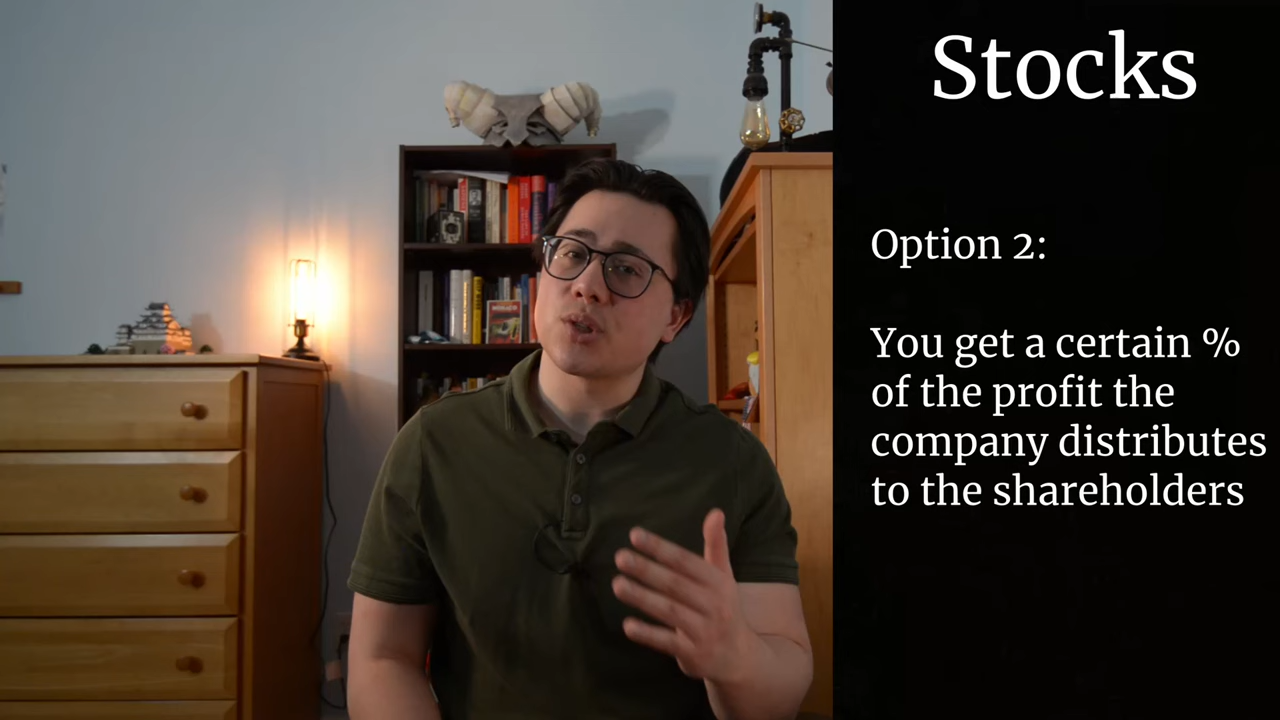 Stocks
Option 2:
You get a certain %
of the profit the
company distributes
to the shareholders